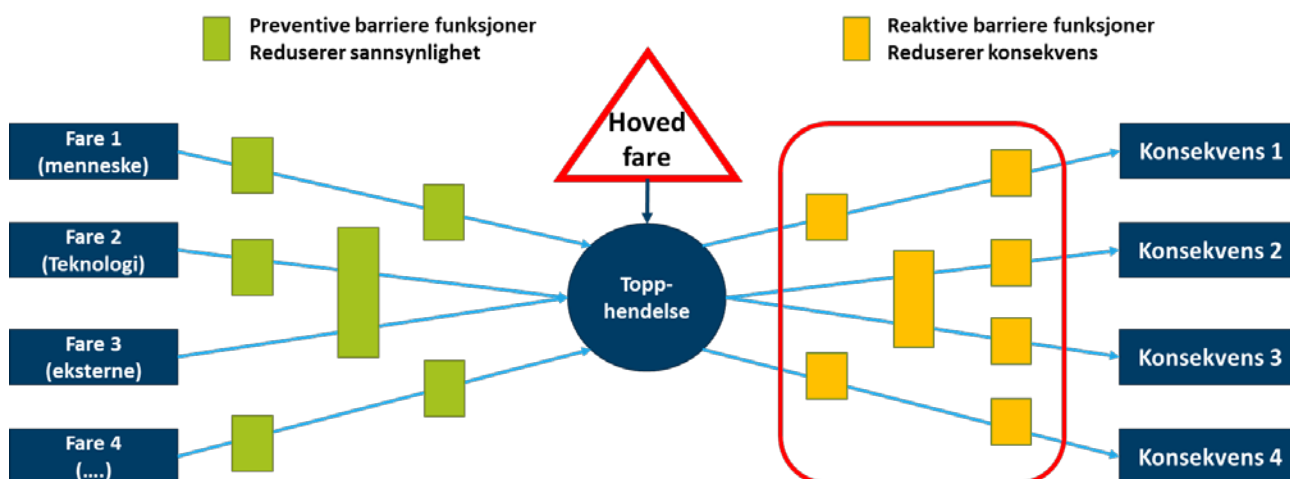 Preventive barriere funksjoner
Reduserer sannsynlighet
Reaktive barriere funksjoner
Reduserer konsekvens
Hoved
fare
Fare 1
(menneske)
Fare 2
(Teknologi)
Fare 3
(eksterne)
Fare 4
(....)
Topp-
hendelse
Konsekvens 1
Konsekvens 2
Konsekvens 3
Konsekvens 4